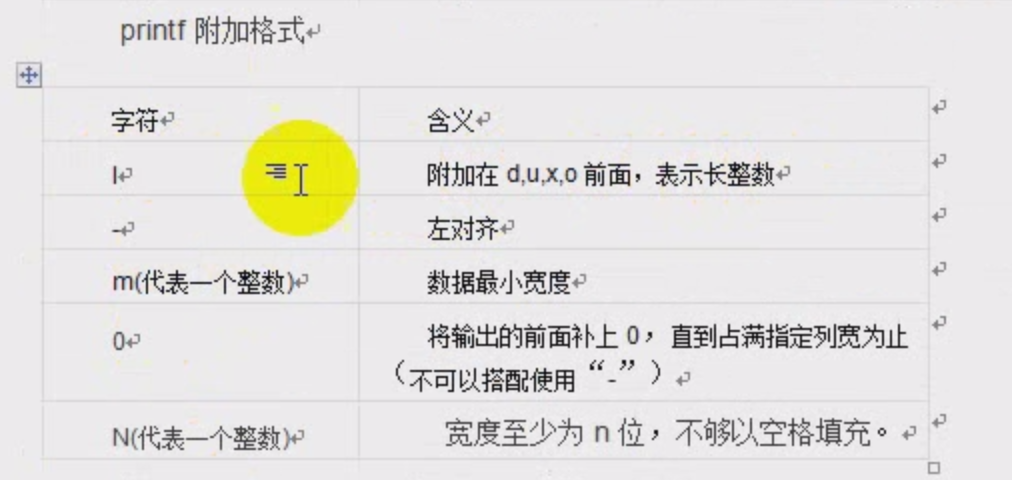 printf 附加格式
字符 含义
l 附加在 d,u,x,o 前面，表示长整数
- 左对齐
m(代表一个整数) 数据最小宽度
0 将输出的前面补上 0， 直到占满指定列宽为止
（不可以搭配使用“-”）
N(代表一个整数) 宽度至少为 n 位，不够以空格填充。